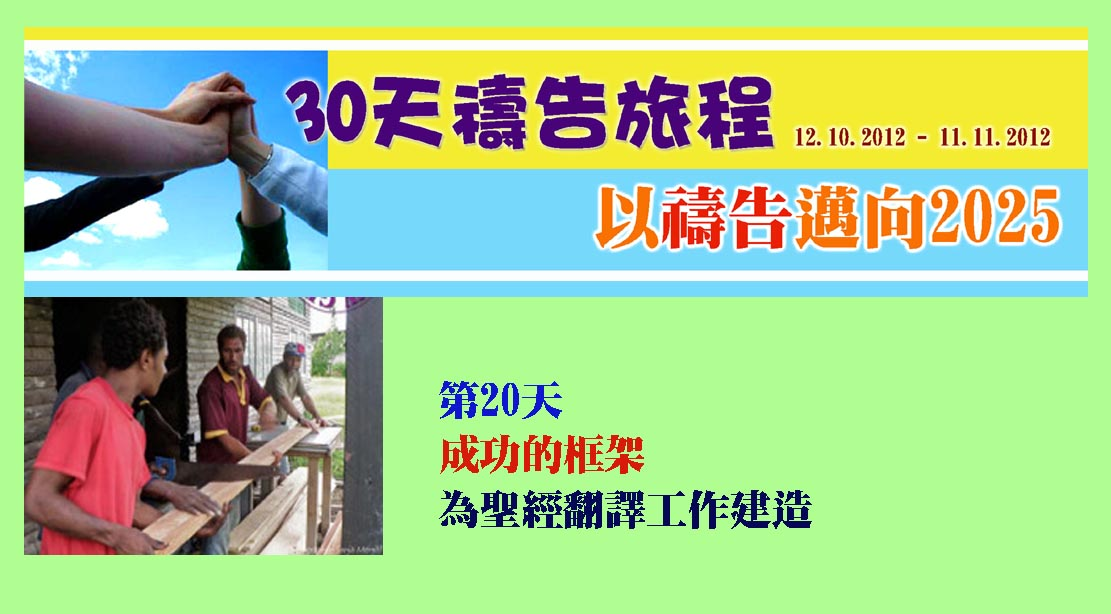 30天禱告旅程
12.10.2012 - 11.11.2012
以禱告邁向2025
第20天
成功的框架
為聖經翻譯工作建造